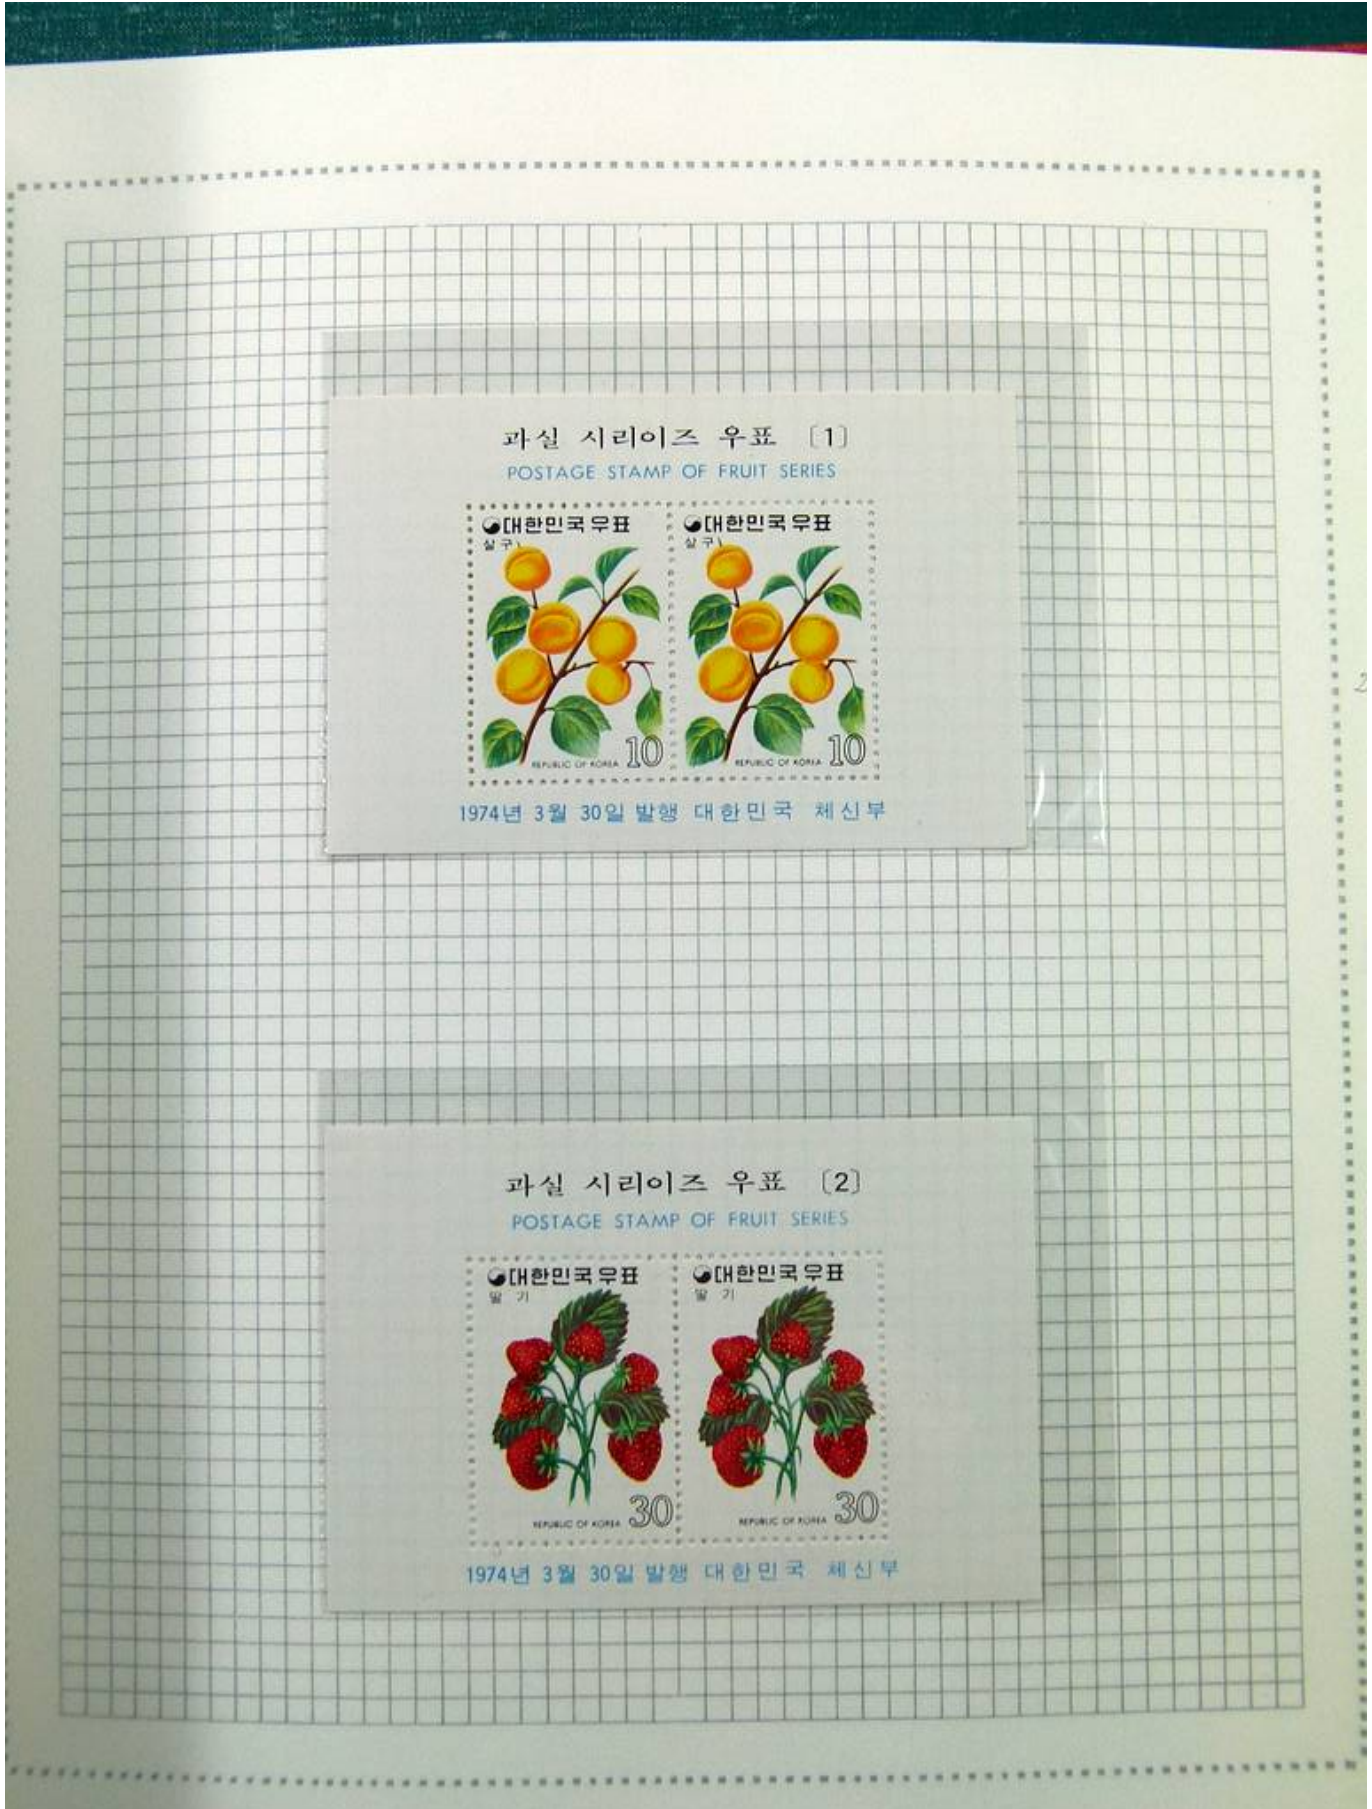 과실 시리이즈 우표 〔1〕
POSTAGE STAMP OF FRUIT SERIES
대한민국우표 대한민국우표
살구 살구
REPUBLIC OF KOREA 10 REPUBLIC OF KOREA 10
1974년 3월 30일 발행 대한민국 체신부
과실 시리이즈 우표 〔2〕
POSTAGE STAMP OF FRUIT SERIES
대한민국우표 대한민국우표
딸기 딸기
REPUBLIC OF KOREA 30 REPUBLIC OF KOREA 30
1974년 3월 30일 발행 대한민국 체신부